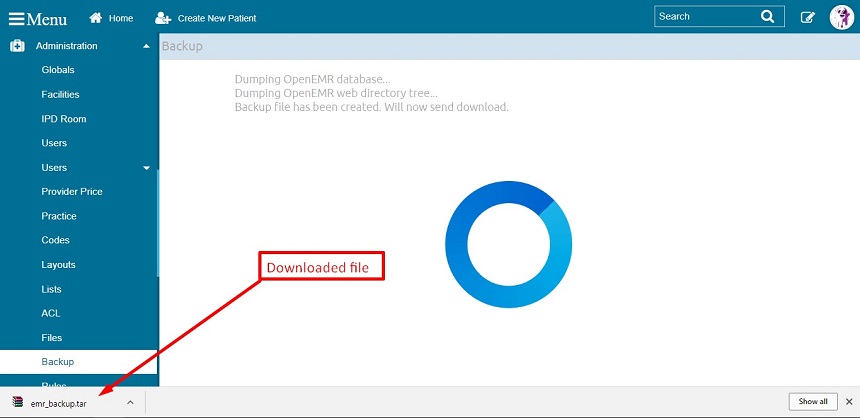 Menu
Home
Create New Patient
Search
Administration
Globals
Facilities
IPD Room
Users
Users
Provider Price
Practice
Codes
Layouts
Lists
ACL
Files
Backup
Rules
Backup
Dumping OpenEMR database...
Dumping OpenEMR web directory tree...
Backup file has been created. Will now send download.
Downloaded file
emr_backup.tar
Show all